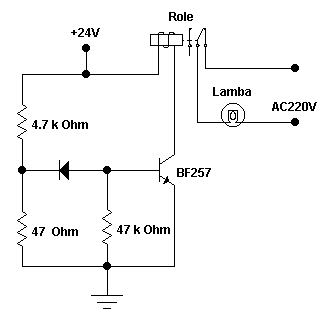 Role
+24V
Lamba
4.7 k Ohm
AC220V
BF257
47 Ohm
47 k Ohm